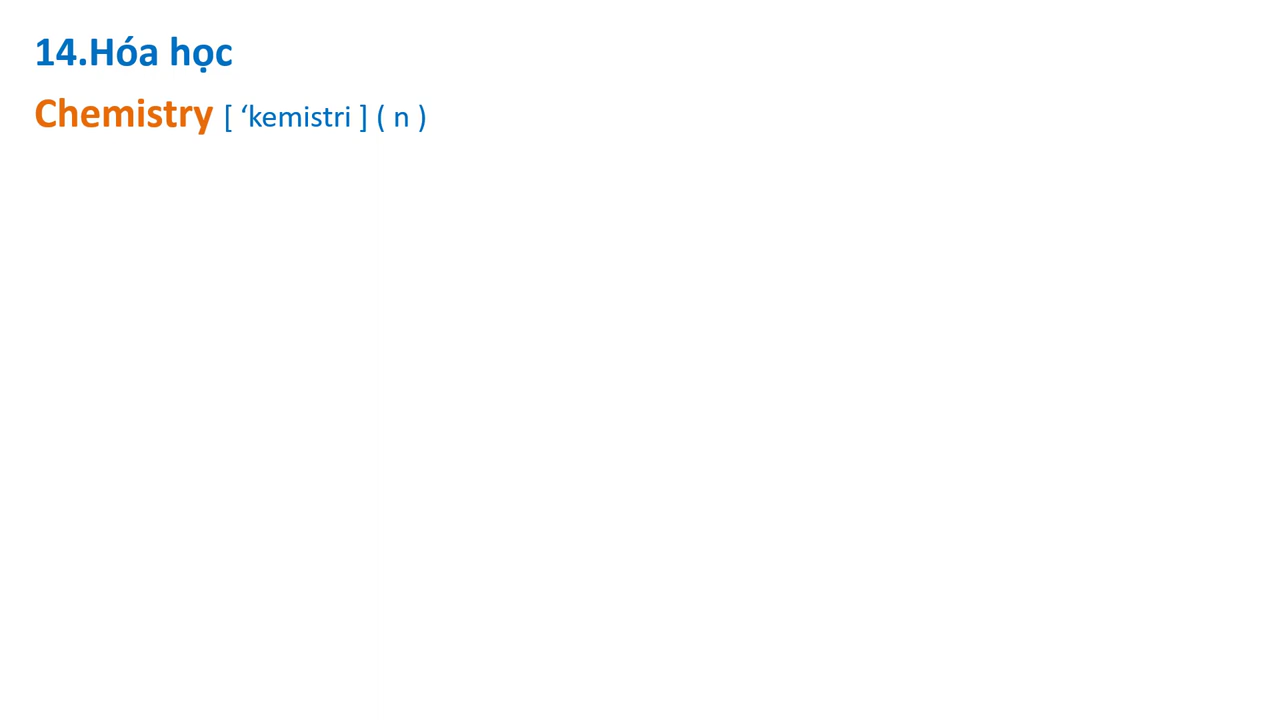 14.Hóa học
Chemistry [ ‘kemistri ] ( n )